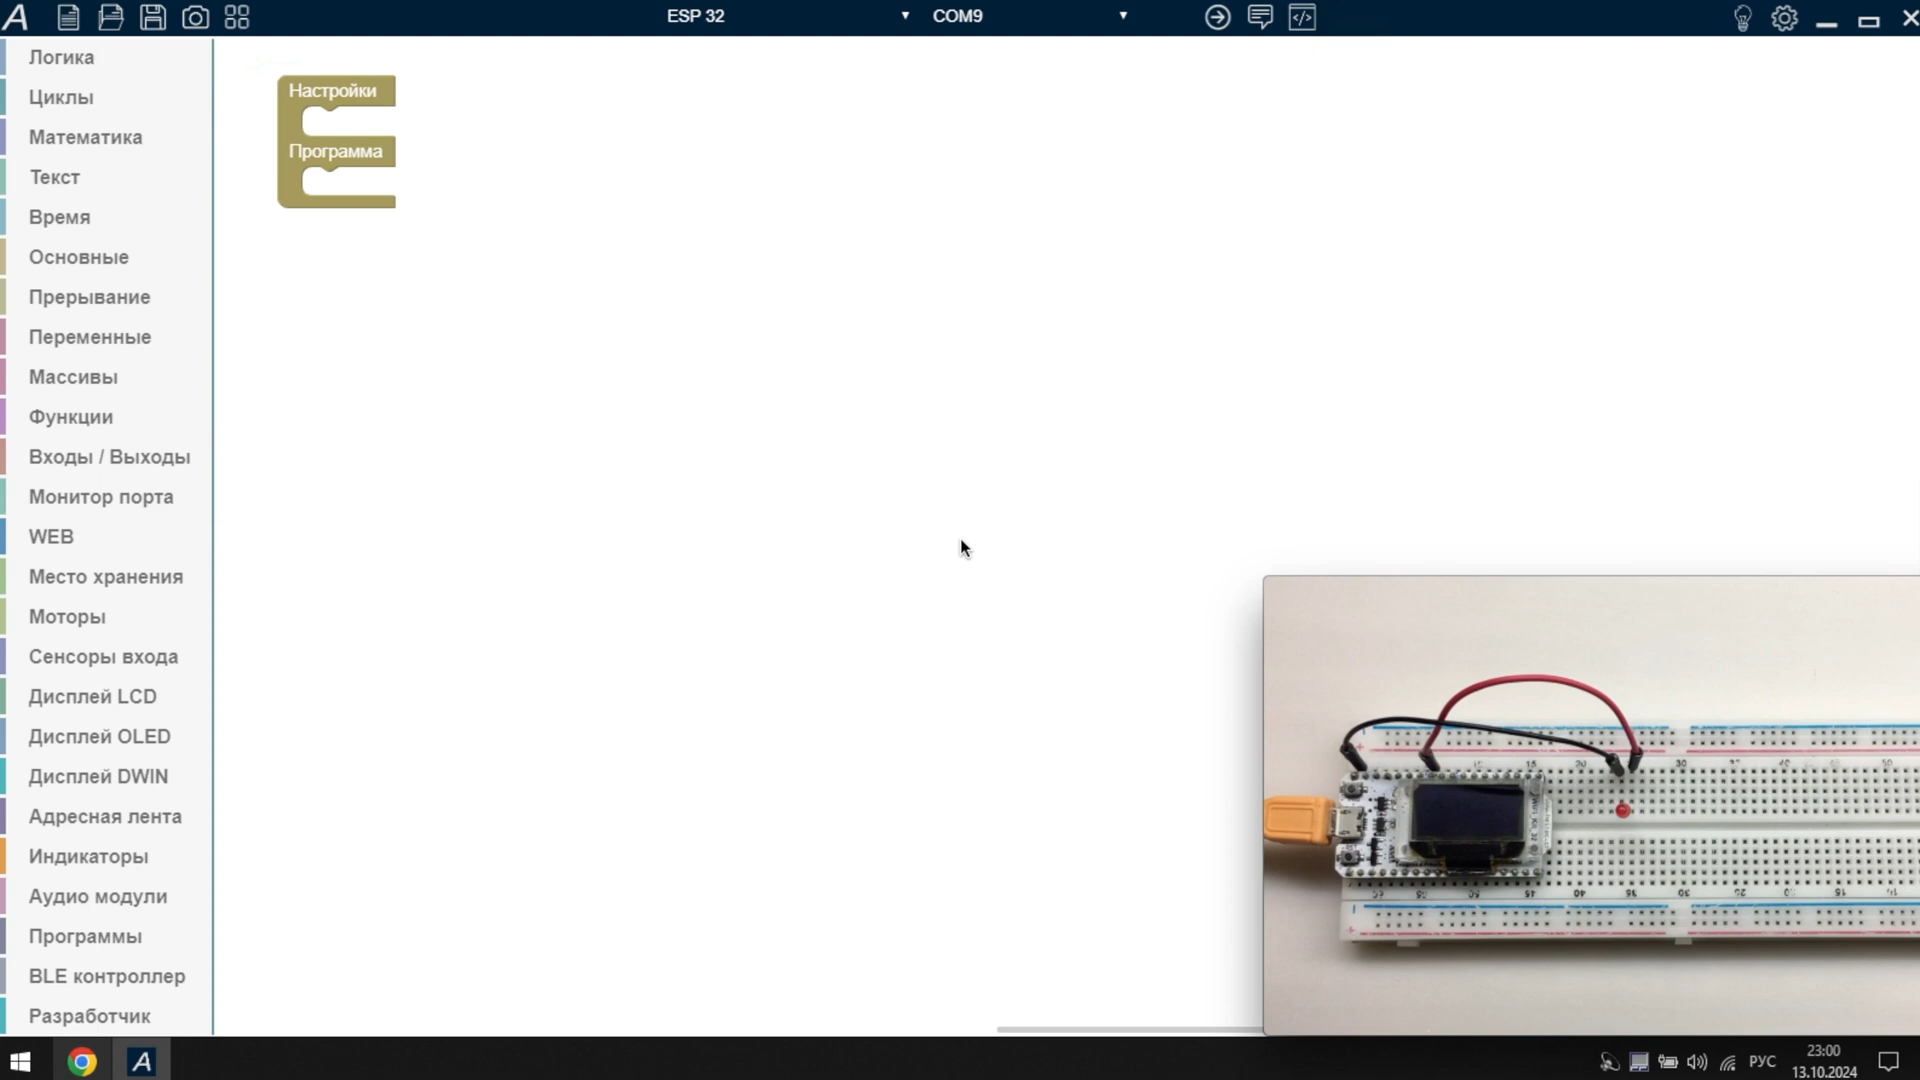 ESP 32
COM9
Логика
Циклы
Математика
Текст
Время
Основные
Прерывание
Переменные
Массивы
Функции
Входы / Выходы
Монитор порта
WEB
Место хранения
Моторы
Сенсоры входа
Дисплей LCD
Дисплей OLED
Дисплей DWIN
Адресная лента
Индикаторы
Аудио модули
Программы
BLE контроллер
Разработчик
Настройки
Программа
РУС
23:00
13.10.2024